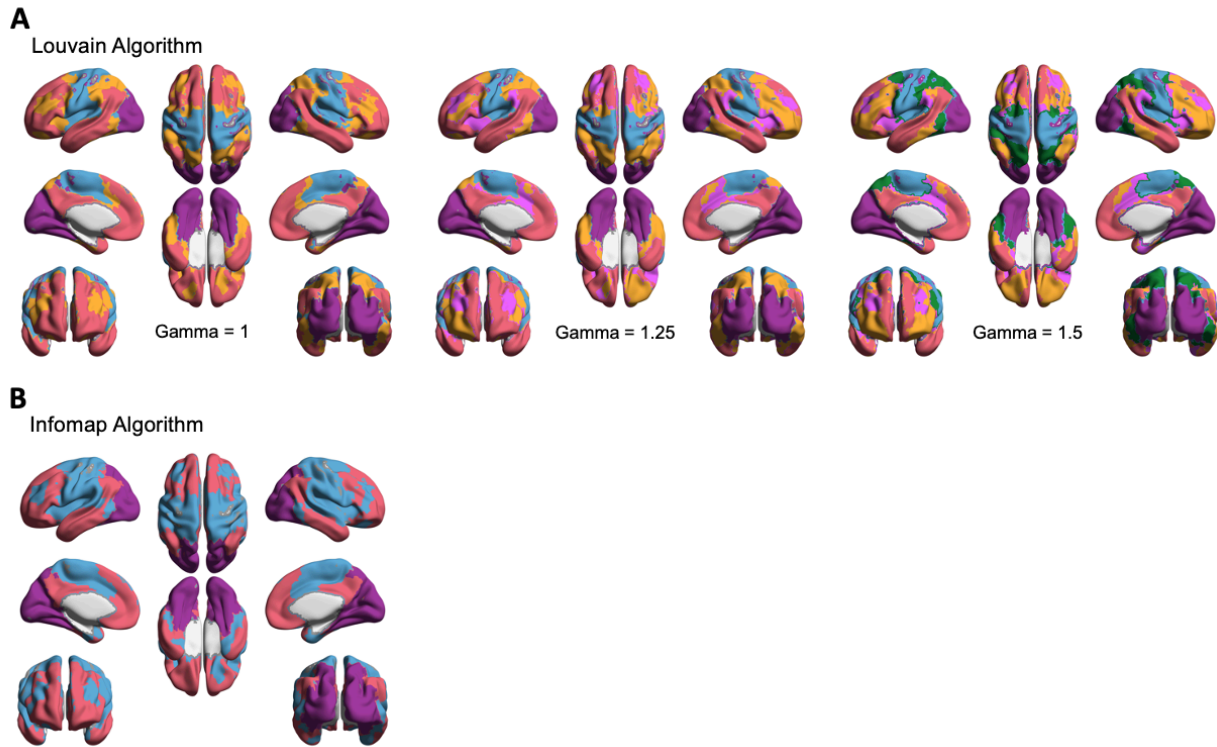 A
Louvain Algorithm
Gamma = 1
Gamma = 1.25
Gamma = 1.5
B
Infomap Algorithm